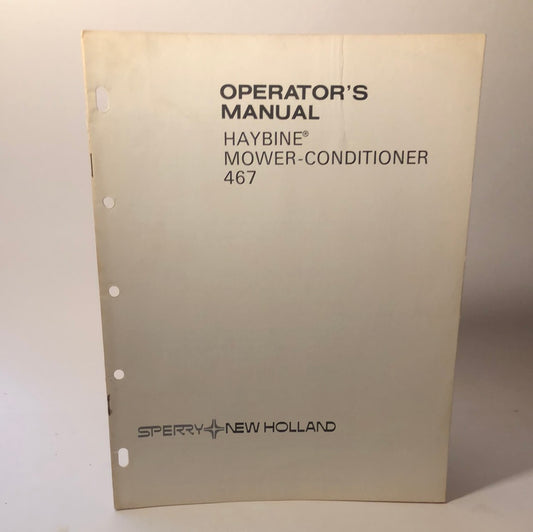 OPERATOR'S
MANUAL
HAYBINE®
MOWER-CONDITIONER
467
SPERRY NEW HOLLAND